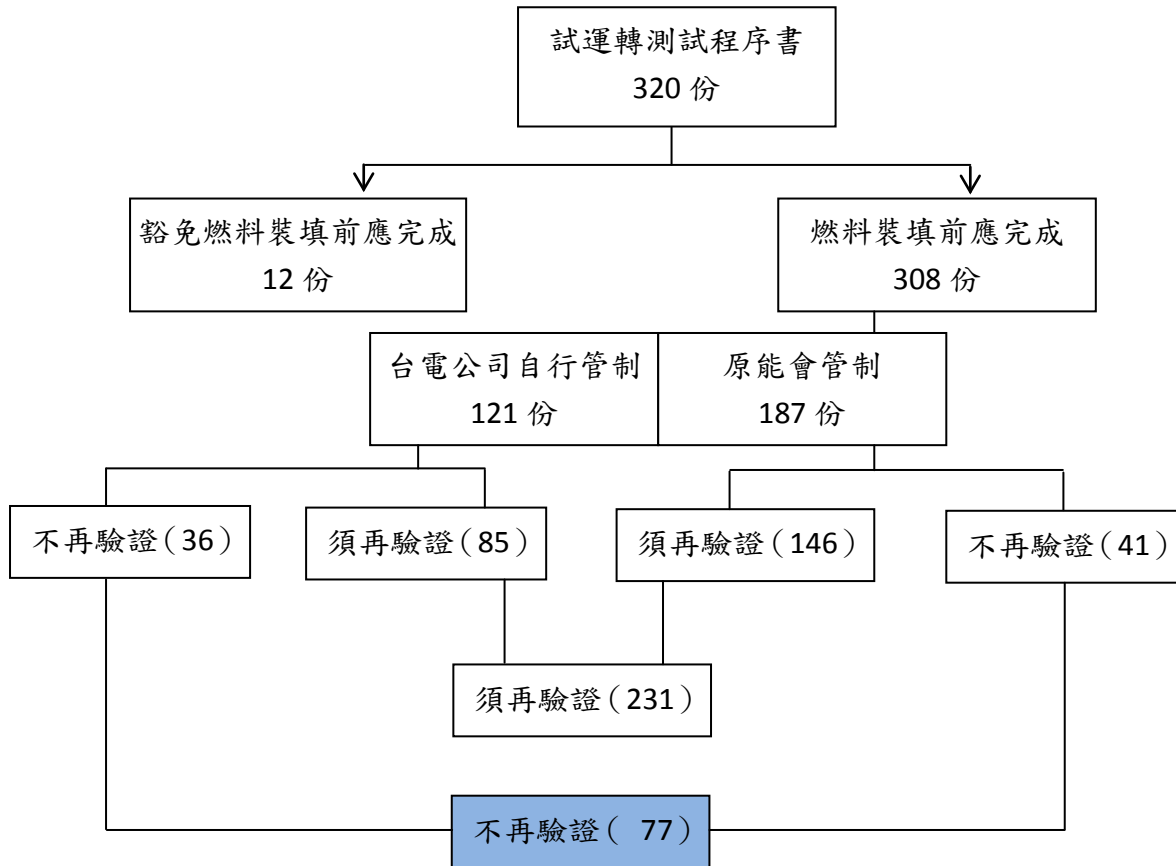 試運轉測試程序書
320 份
豁免燃料裝填前應完成
12 份
燃料裝填前應完成
308 份
台電公司自行管制
121 份
原能會管制
187 份
不再驗證（36）
須再驗證（85）
須再驗證（146）
不再驗證（41）
須再驗證（231）
不再驗證（ 77）